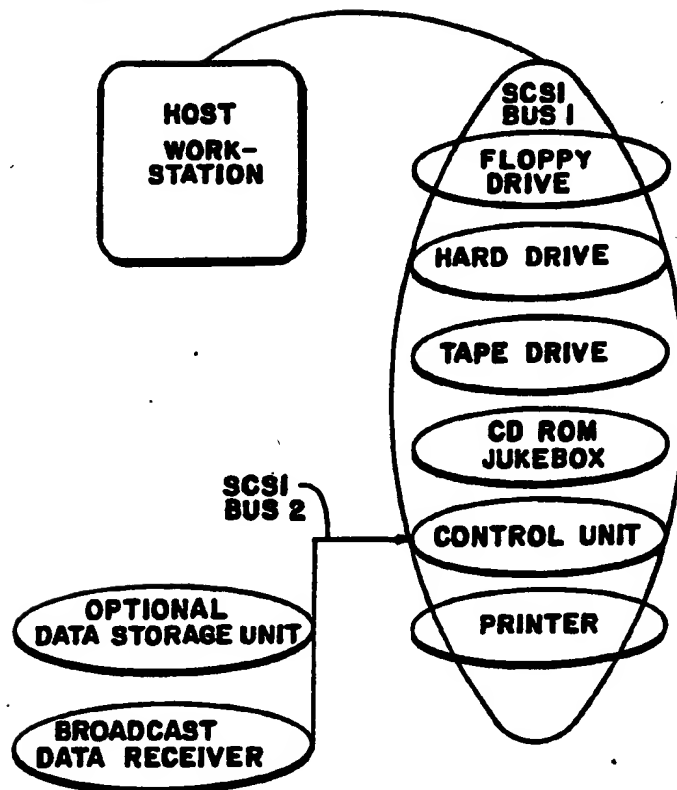 HOST
WORK-
STATION
SCSI
BUS 1
FLOPPY
DRIVE
HARD DRIVE
TAPE DRIVE
CD ROM
JUKEBOX
SCSI
BUS 2
CONTROL UNIT
OPTIONAL
DATA STORAGE UNIT
PRINTER
BROADCAST
DATA RECEIVER